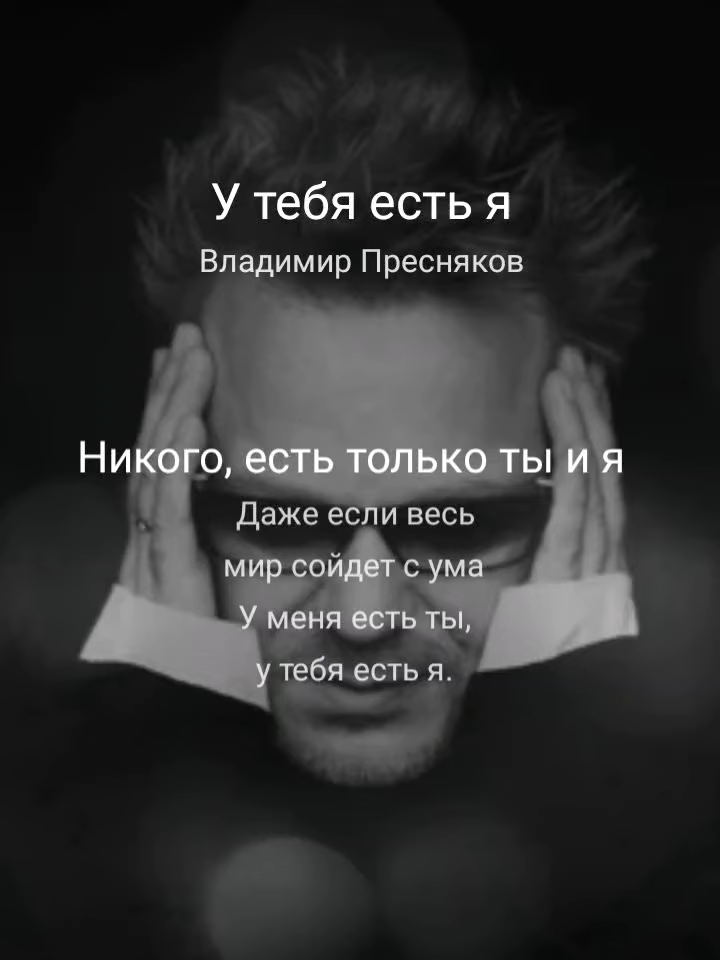 У тебя есть я
Владимир Пресняков
Никого, есть только ты и я
Даже если весь
мир сойдет с ума
У меня есть ты,
у тебя есть я.